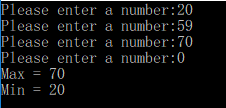 Please enter a number:20
Please enter a number:59
Please enter a number:70
Please enter a number:0
Max = 70
Min = 20